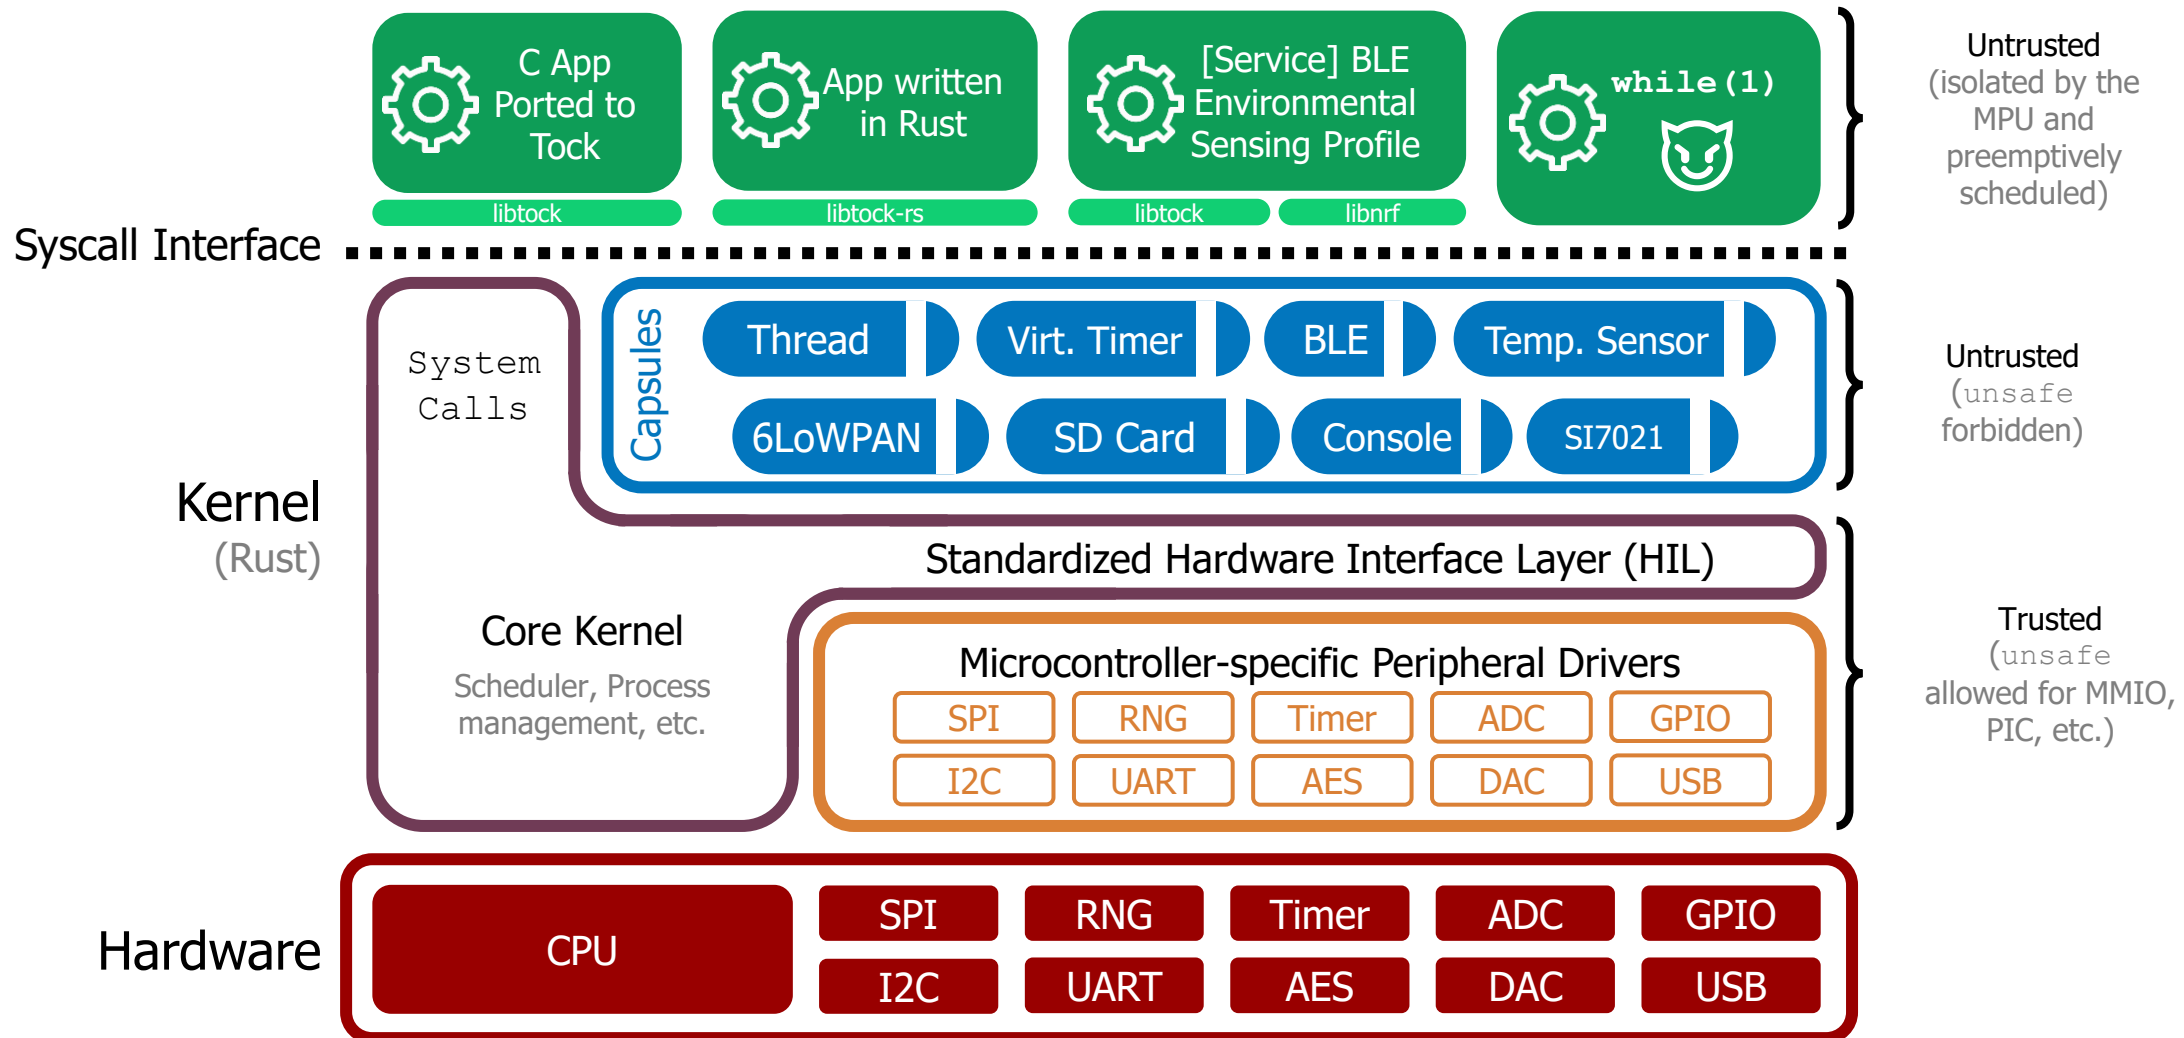 C App
Ported to
Tock
libtock
App written
in Rust
libtock-rs
[Service] BLE
Environmental
Sensing Profile
libtock
libnrf
while(1)
Untrusted
(isolated by the
MPU and
preemptively
scheduled)
Syscall Interface
Kernel
(Rust)
System
Calls
Capsules
Thread
Virt. Timer
BLE
Temp. Sensor
6LoWPAN
SD Card
Console
SI7021
Untrusted
(unsafe
forbidden)
Standardized Hardware Interface Layer (HIL)
Core Kernel
Scheduler, Process
management, etc.
Microcontroller-specific Peripheral Drivers
SPI
RNG
Timer
ADC
GPIO
I2C
UART
AES
DAC
USB
Trusted
(unsafe
allowed for MMIO,
PIC, etc.)
Hardware
CPU
SPI
RNG
Timer
ADC
GPIO
I2C
UART
AES
DAC
USB